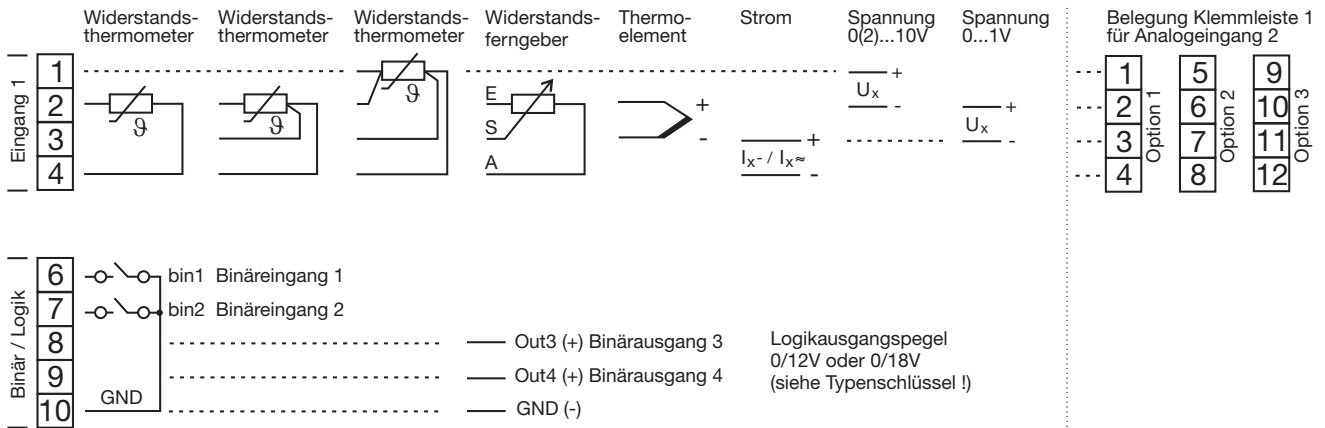 Widerstands-
thermometer
Widerstands-
thermometer
Widerstands-
thermometer
Widerstands-
ferngeber
Thermo-
element
Strom
Spannung
0(2)...10V
Spannung
0...1V
Belegung Klemmleiste 1
für Analogeingang 2
Eingang 1
1
2
3
4
ϑ
ϑ
ϑ
E
S
A
+
-
+
Ix- / Ix≈
-
+
Ux
-
+
Ux
-
1
2
3
4
Option 1
5
6
7
8
Option 2
9
10
11
12
Option 3
Binär / Logik
6
7
8
9
10
bin1 Binäreingang 1
bin2 Binäreingang 2
GND
Out3 (+) Binärausgang 3
Out4 (+) Binärausgang 4
GND (-)
Logikausgangspegel
0/12V oder 0/18V
(siehe Typenschlüssel !)